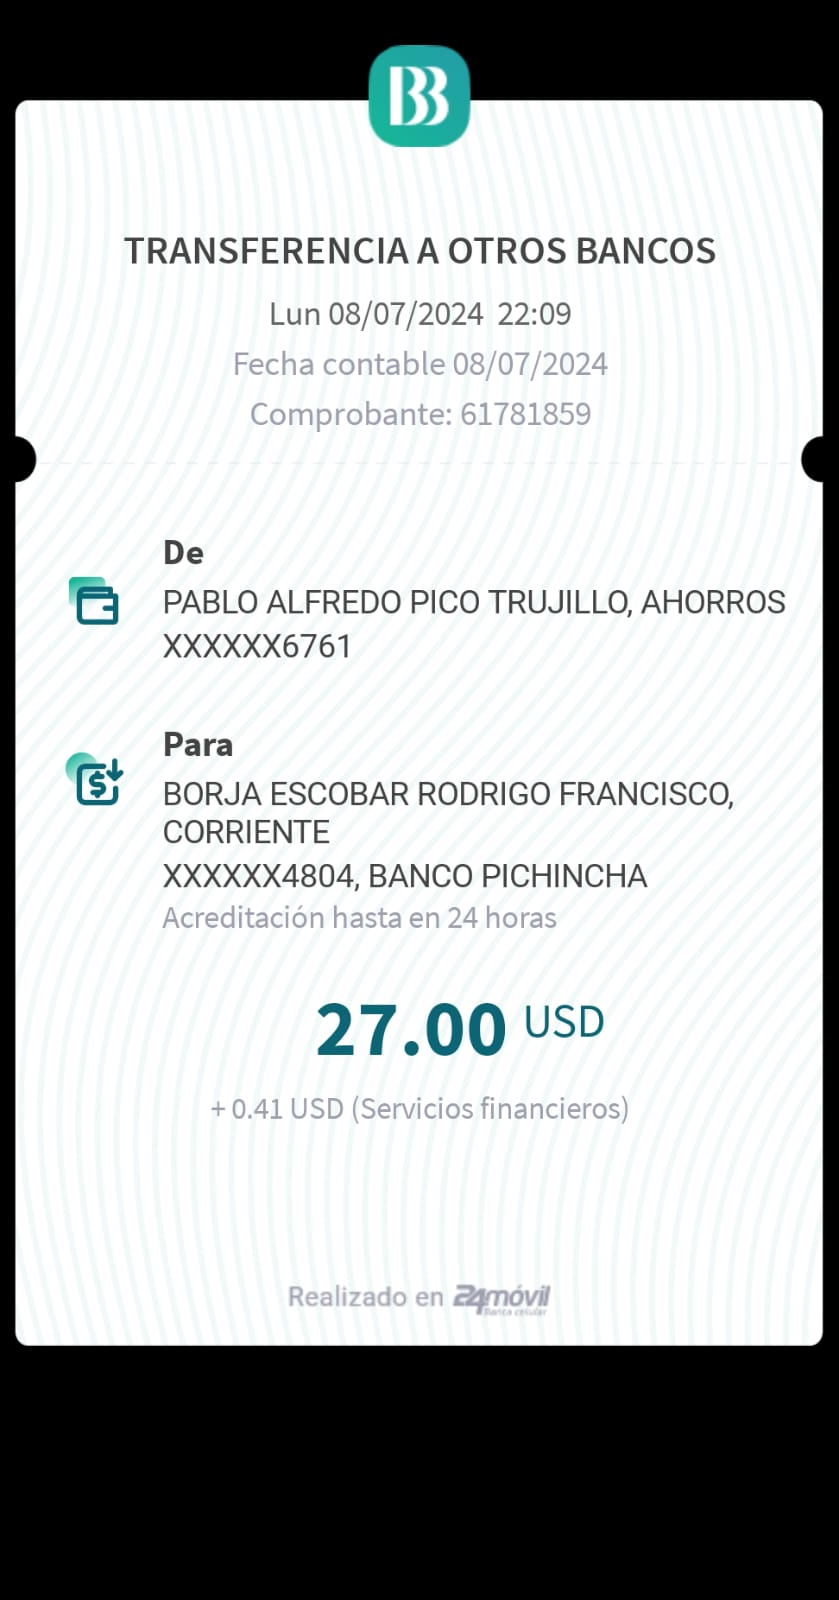 BB
TRANSFERENCIA A OTROS BANCOS
Lun 08/07/2024 22:09
Fecha contable 08/07/2024
Comprobante: 61781859
De
PABLO ALFREDO PICO TRUJILLO, AHORROS
XXXXXX6761
Para
BORJA ESCOBAR RODRIGO FRANCISCO,
CORRIENTE
XXXXXX4804, BANCO PICHINCHA
Acreditación hasta en 24 horas
27.00 USD
+ 0.41 USD (Servicios financieros)
Realizado en 24móvil
Banca celular